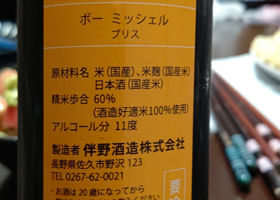 ボー ミッシェル
ブリス
原材料名 米(国産)、米麹(国産米)
日本酒(国産米)
精米歩合 60%
(酒造好適米100%使用)
アルコール分 11度
製造者 伴野酒造株式会社
長野県佐久市野沢 123
TEL 0267-62-0021
・お酒は20歳になってから
要冷